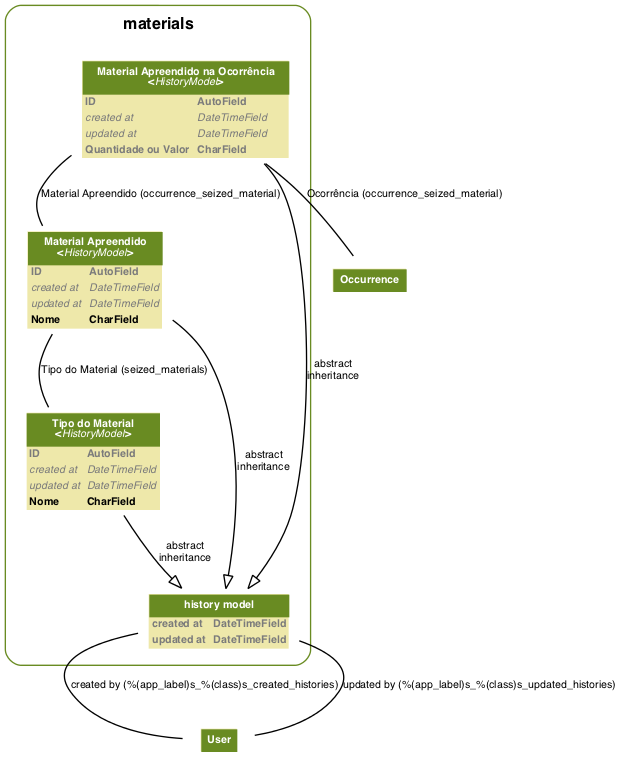 materials
Material Apreendido na Ocorrência
<HistoryModel>
ID AutoField
created at DateTimeField
updated at DateTimeField
Quantidade ou Valor CharField
Material Apreendido (occurrence_seized_material)
Ocorrência (occurrence_seized_material)
Material Apreendido
<HistoryModel>
ID AutoField
created at DateTimeField
updated at DateTimeField
Nome CharField
Occurrence
Tipo do Material (seized_materials)
abstract
inheritance
Tipo do Material
<HistoryModel>
ID AutoField
created at DateTimeField
updated at DateTimeField
Nome CharField
abstract
inheritance
abstract
inheritance
history model
created at DateTimeField
updated at DateTimeField
created by (%(app_label)s_%(class)s_created_histories)
updated by (%(app_label)s_%(class)s_updated_histories)
User